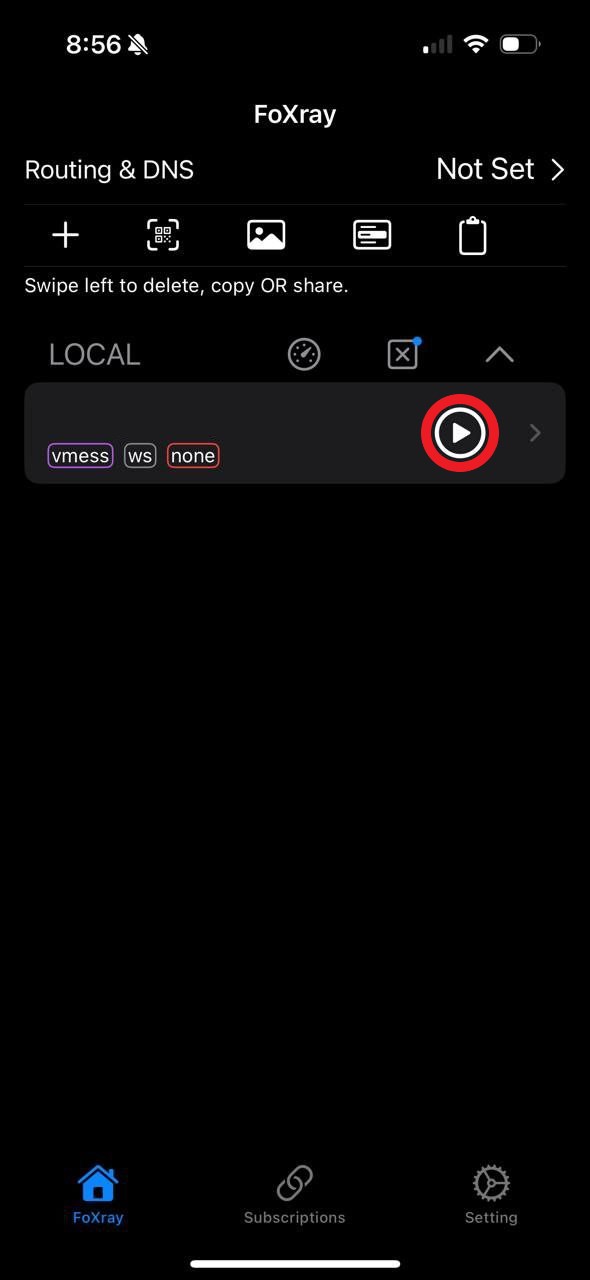 8:56
FoXray
Routing & DNS Not Set
Swipe left to delete, copy OR share.
LOCAL
vmess ws none
FoXray Subscriptions Setting